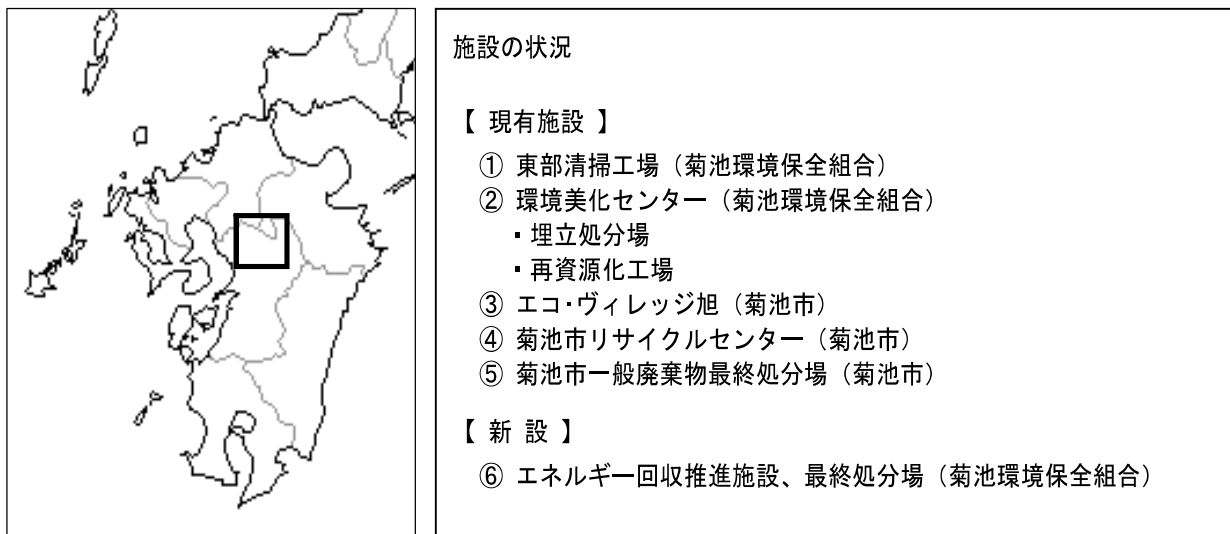 施設の状況
【 現有施設 】
① 東部清掃工場（菊池環境保全組合）
② 環境美化センター（菊池環境保全組合）
・埋立処分場
・再資源化工場
③ エコ・ヴィレッジ旭（菊池市）
④ 菊池市リサイクルセンター（菊池市）
⑤ 菊池市一般廃棄物最終処分場（菊池市）
【 新 設 】
⑥ エネルギー回収推進施設、最終処分場（菊池環境保全組合）